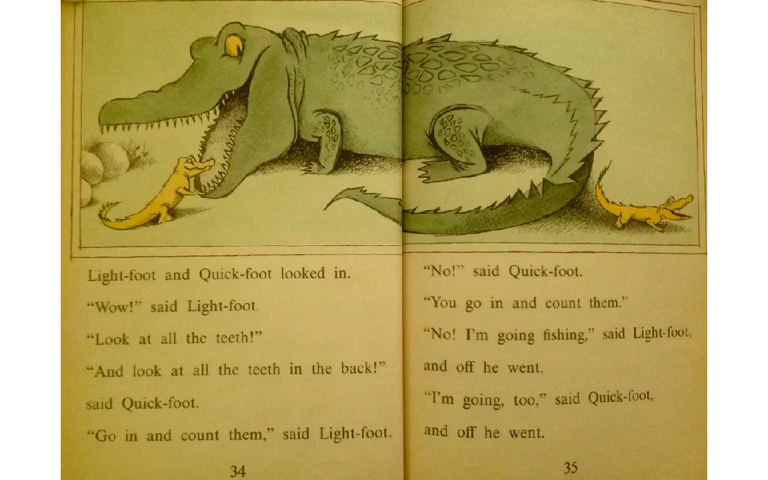 Light-foot and Quick-foot looked in.
“Wow!” said Light-foot.
“Look at all the teeth!”
“And look at all the teeth in the back!”
said Quick-foot.
“Go in and count them,” said Light-foot.
34
“No!” said Quick-foot.
“You go in and count them.”
“No! I'm going fishing,” said Light-foot,
and off he went.
“I'm going, too,” said Quick-foot,
and off he went.
35